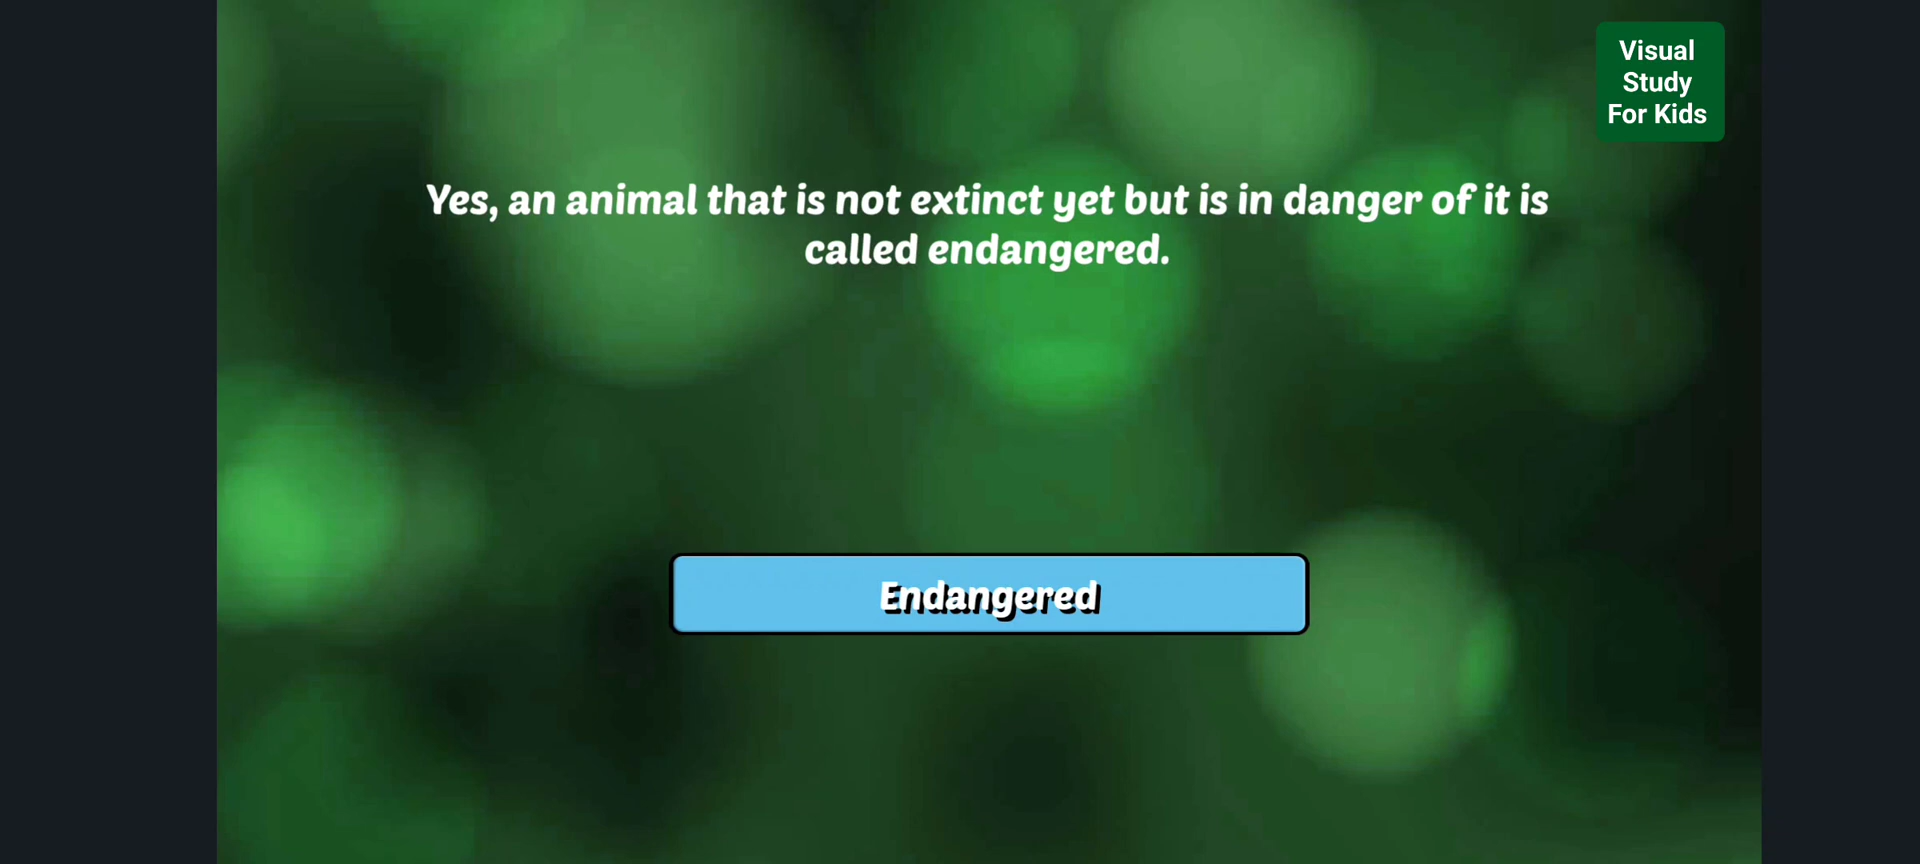 Visual
Study
For Kids
Yes, an animal that is not extinct yet but is in danger of it is
called endangered.
Endangered